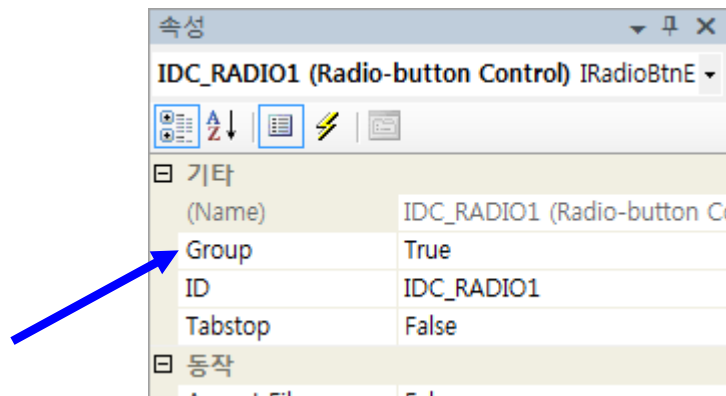 속성
IDC_RADIO1 (Radio-button Control) IRadioBtnE
기타
(Name) IDC_RADIO1 (Radio-button Co
Group True
ID IDC_RADIO1
Tabstop False
동작